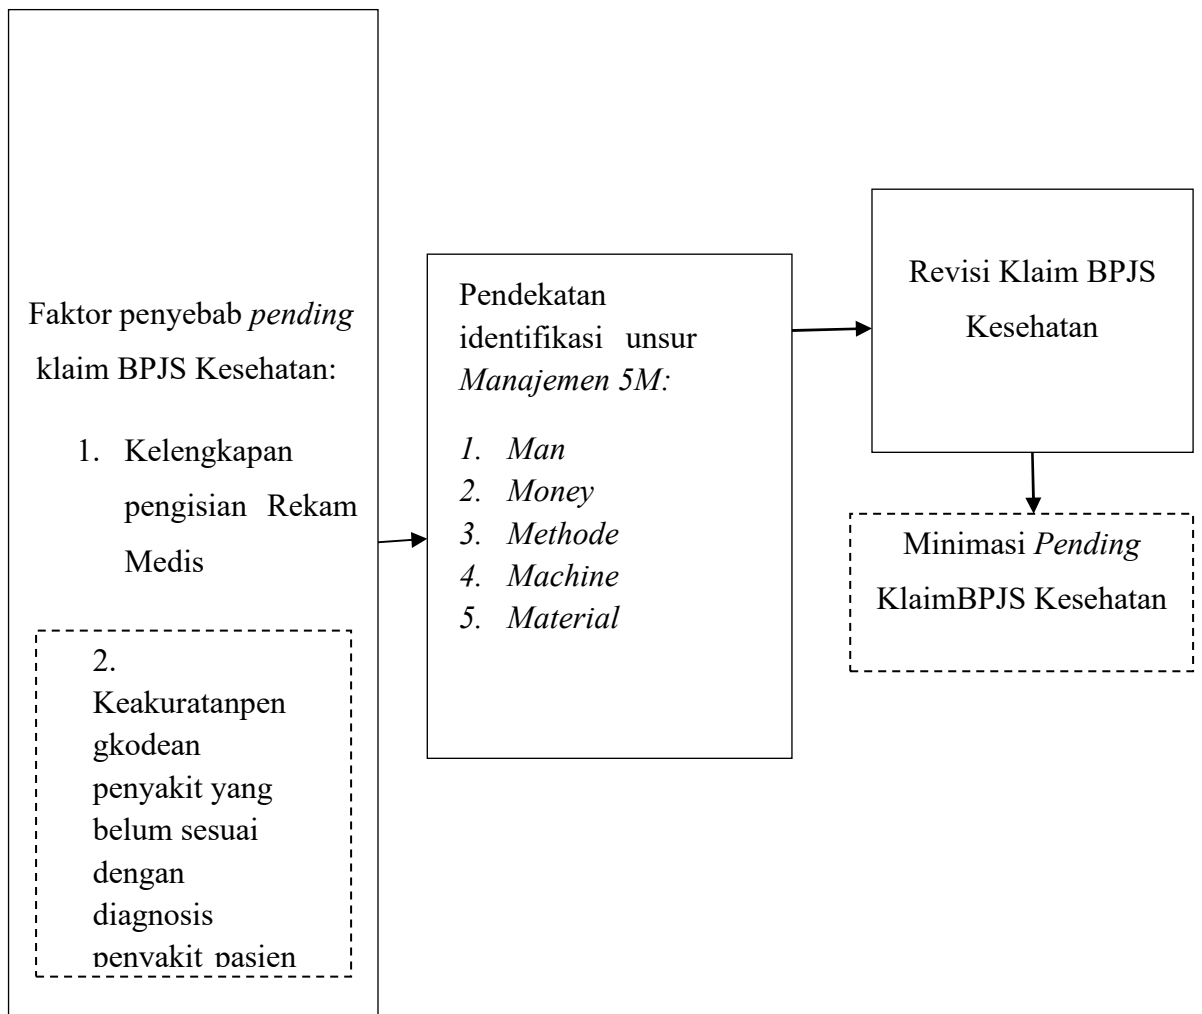 Faktor penyebab pending
klaim BPJS Kesehatan:
1. Kelengkapan
pengisian Rekam
Medis
2.
Keakuratanpen
gkodean
penyakit yang
belum sesuai
dengan
diagnosis
penyakit pasien
Pendekatan
identifikasi unsur
Manajemen 5M:
1. Man
2. Money
3. Methode
4. Machine
5. Material
Revisi Klaim BPJS
Kesehatan
Minimasi Pending
KlaimBPJS Kesehatan